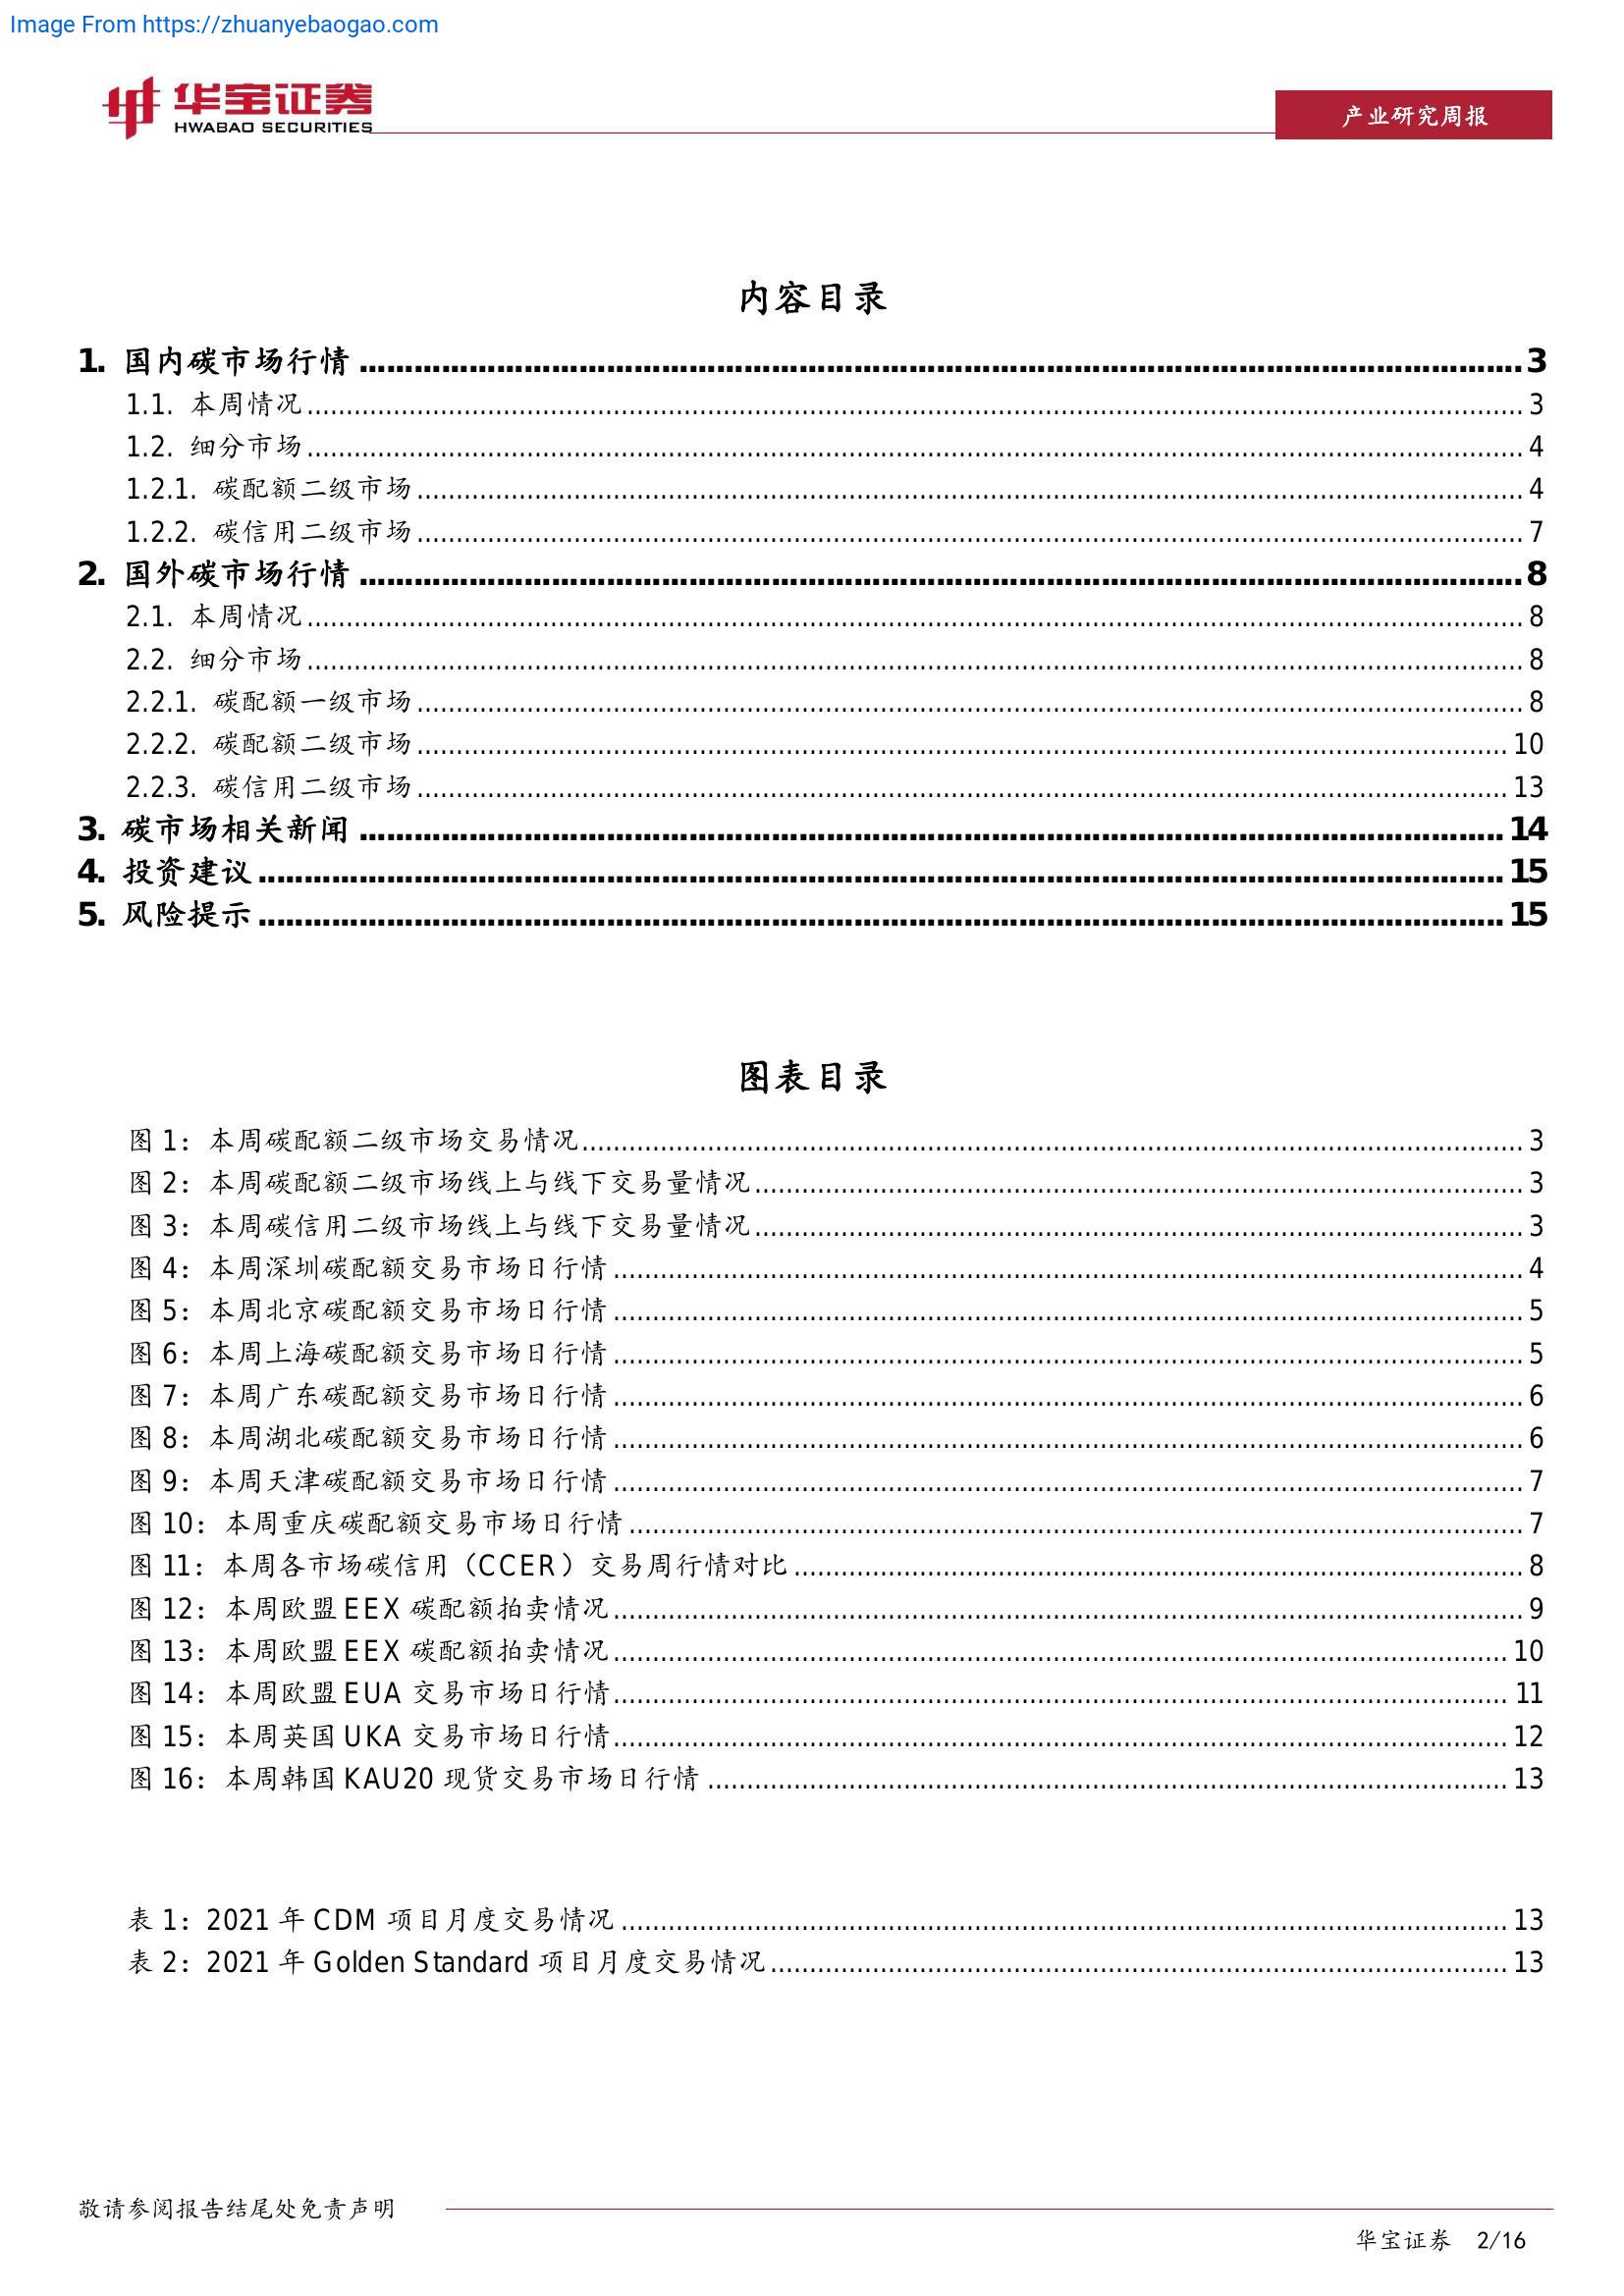 Image From https://zhuanyebaogao.com
华宝证券
HWABAO SECURITIES
产业研究周报
内容目录
1. 国内碳市场行情 ........ 3
1.1. 本周情况 ........ 3
1.2. 细分市场 ........ 4
1.2.1. 碳配额二级市场 ........ 4
1.2.2. 碳信用二级市场 ........ 7
2. 国外碳市场行情 ........ 8
2.1. 本周情况 ........ 8
2.2. 细分市场 ........ 8
2.2.1. 碳配额一级市场 ........ 8
2.2.2. 碳配额二级市场 ........ 10
2.2.3. 碳信用二级市场 ........ 13
3. 碳市场相关新闻 ........ 14
4. 投资建议 ........ 15
5. 风险提示 ........ 15
图表目录
图 1：本周碳配额二级市场交易情况 ........ 3
图 2：本周碳配额二级市场线上与线下交易量情况 ........ 3
图 3：本周碳信用二级市场线上与线下交易量情况 ........ 3
图 4：本周深圳碳配额交易市场日行情 ........ 4
图 5：本周北京碳配额交易市场日行情 ........ 5
图 6：本周上海碳配额交易市场日行情 ........ 5
图 7：本周广东碳配额交易市场日行情 ........ 6
图 8：本周湖北碳配额交易市场日行情 ........ 6
图 9：本周天津碳配额交易市场日行情 ........ 7
图 10：本周重庆碳配额交易市场日行情 ........ 7
图 11：本周各市场碳信用（CCER）交易周行情对比 ........ 8
图 12：本周欧盟 EEX 碳配额拍卖情况 ........ 9
图 13：本周欧盟 EEX 碳配额拍卖情况 ........ 10
图 14：本周欧盟 EUA 交易市场日行情 ........ 11
图 15：本周英国 UKA 交易市场日行情 ........ 12
图 16：本周韩国 KAU20 现货交易市场日行情 ........ 13
表 1：2021 年 CDM 项目月度交易情况 ........ 13
表 2：2021 年 Golden Standard 项目月度交易情况 ........ 13
敬请参阅报告结尾处免责声明
华宝证券 2/16